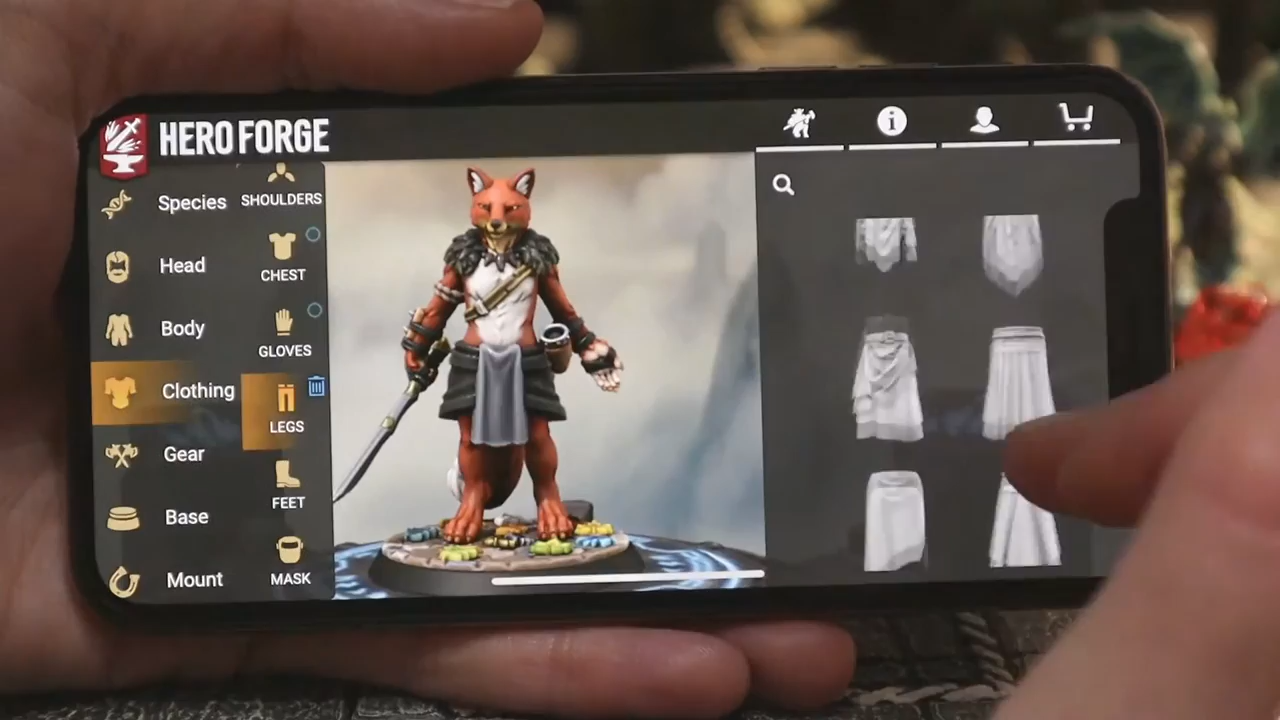 HERO FORGE
Species
Head
Body
Clothing
Gear
Base
Mount
SHOULDERS
CHEST
GLOVES
LEGS
FEET
MASK